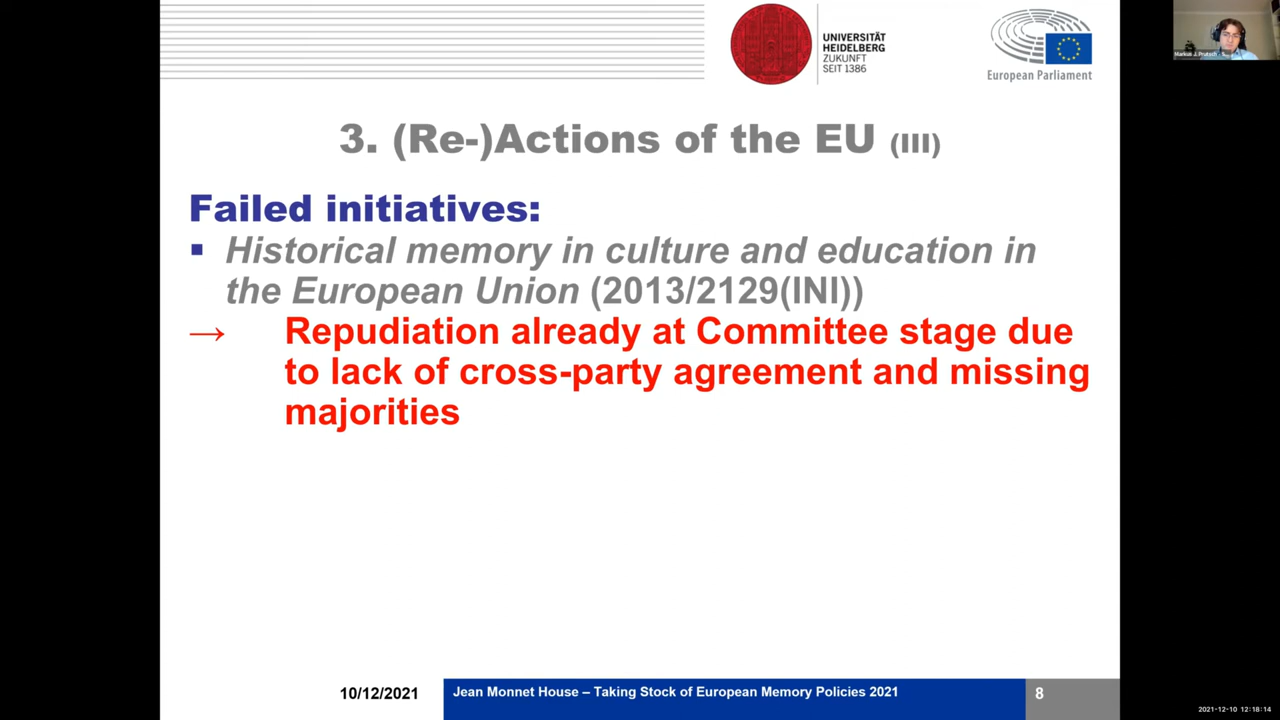 UNIVERSITÄT
HEIDELBERG
ZUKUNFT
SEIT 1386
European Parliament
Markus J. Prutsch
3. (Re-)Actions of the EU (III)
Failed initiatives:
▪ Historical memory in culture and education in
the European Union (2013/2129(INI))
→ Repudiation already at Committee stage due
to lack of cross-party agreement and missing
majorities
10/12/2021
Jean Monnet House – Taking Stock of European Memory Policies 2021
8
2021-12-10 12:18:14